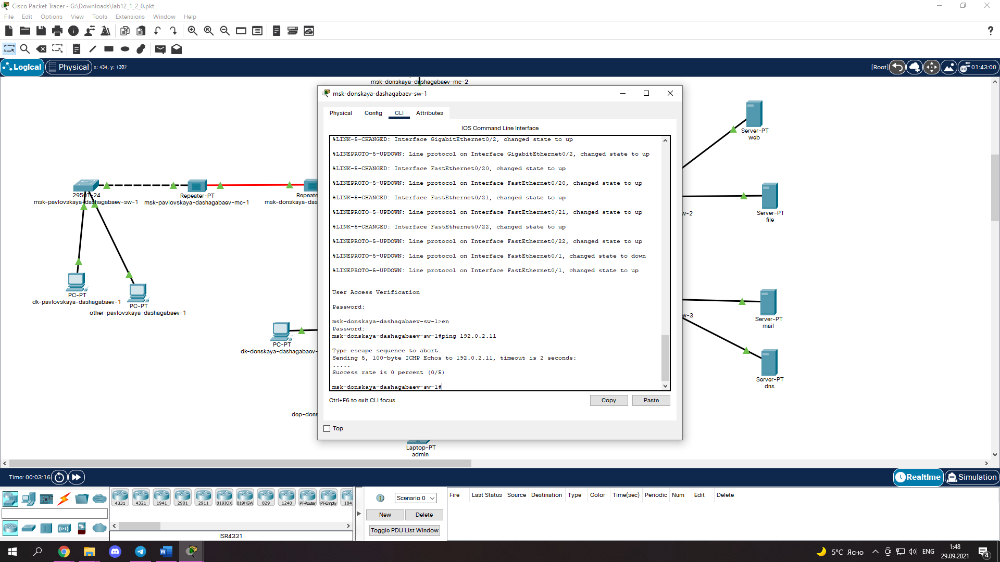 Cisco Packet Tracer - G:\Downloads\lab12_1_2_0.pkt
File Edit Options View Tools Extensions Window Help
Logical
Physical
x: 434, y: 1307
[Root]
01:43:00
msk-donskaya-dashagabaev-mc-2
msk-donskaya-dashagabaev-sw-1
Physical Config CLI Attributes
IOS Command Line Interface
%LINK-5-CHANGED: Interface GigabitEthernet0/2, changed state to up
%LINEPROTO-5-UPDOWN: Line protocol on Interface GigabitEthernet0/2, changed state to up
%LINK-5-CHANGED: Interface FastEthernet0/20, changed state to up
%LINEPROTO-5-UPDOWN: Line protocol on Interface FastEthernet0/20, changed state to up
%LINK-5-CHANGED: Interface FastEthernet0/21, changed state to up
%LINEPROTO-5-UPDOWN: Line protocol on Interface FastEthernet0/21, changed state to up
%LINK-5-CHANGED: Interface FastEthernet0/22, changed state to up
%LINEPROTO-5-UPDOWN: Line protocol on Interface FastEthernet0/22, changed state to up
%LINEPROTO-5-UPDOWN: Line protocol on Interface FastEthernet0/1, changed state to down
%LINEPROTO-5-UPDOWN: Line protocol on Interface FastEthernet0/1, changed state to up
User Access Verification
Password:
msk-donskaya-dashagabaev-sw-1>en
Password:
msk-donskaya-dashagabaev-sw-1#ping 192.0.2.11
Type escape sequence to abort.
Sending 5, 100-byte ICMP Echos to 192.0.2.11, timeout is 2 seconds:
.....
Success rate is 0 percent (0/5)
msk-donskaya-dashagabaev-sw-1#
Ctrl+F6 to exit CLI focus
Copy
Paste
Top
2950T-24
msk-pavlovskaya-dashagabaev-sw-1
Repeater-PT
msk-pavlovskaya-dashagabaev-mc-1
Repeate
msk-donskaya-das
PC-PT
dk-pavlovskaya-dashagabaev-1
PC-PT
other-pavlovskaya-dashagabaev-1
PC-PT
dk-donskaya-dashagabaev-
dep-dons
Laptop-PT
admin
Server-PT
web
Server-PT
file
w-2
Server-PT
mail
w-3
Server-PT
dns
Time: 00:03:16
Realtime
Simulation
4331 4321 1941 2901 2911 819IOX 819HGW 829 1240 PT-Router PT-Empty 184
ISR4331
Scenario 0
New
Delete
Toggle PDU List Window
Fire Last Status Source Destination Type Color Time(sec) Periodic Num Edit Delete
5°C Ясно
ENG
1:48
29.09.2021
4